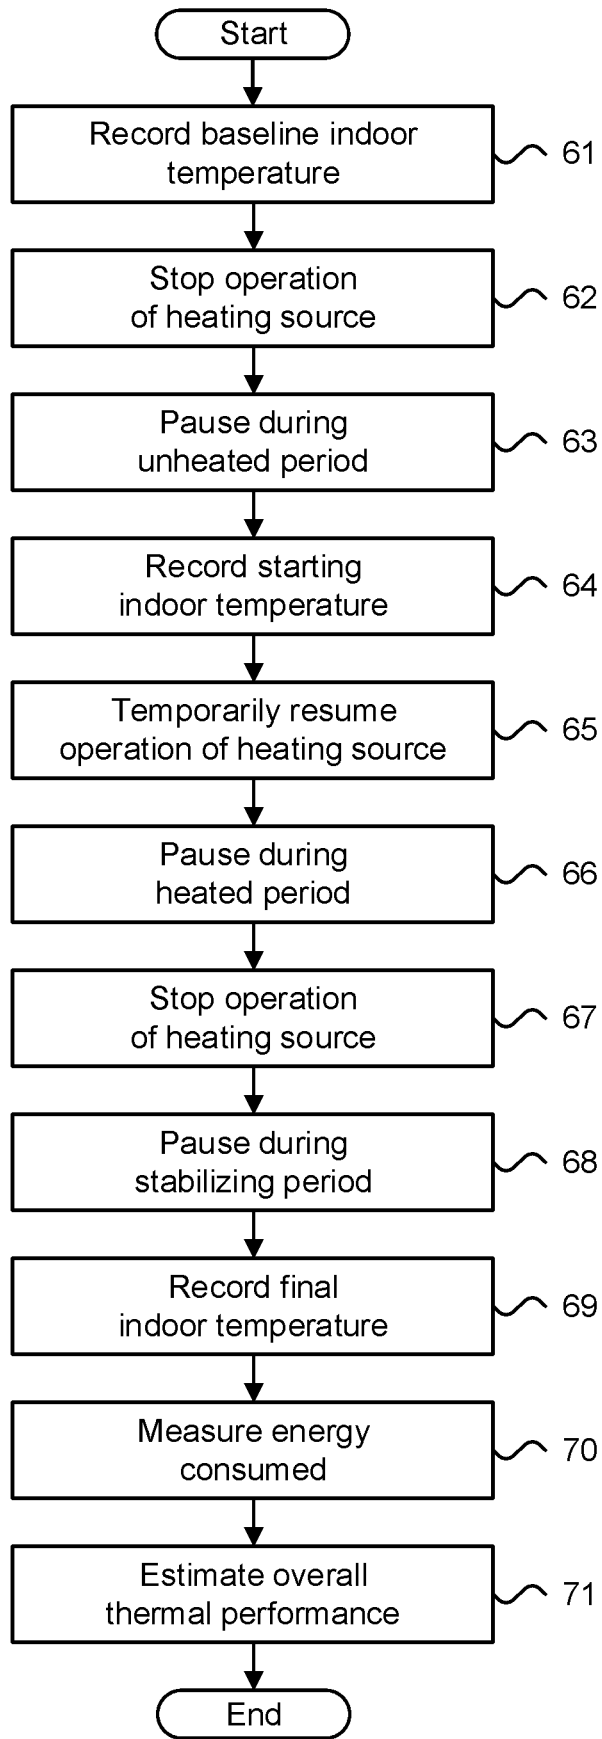 Start
Record baseline indoor
temperature
61
Stop operation
of heating source
62
Pause during
unheated period
63
Record starting
indoor temperature
64
Temporarily resume
operation of heating source
65
Pause during
heated period
66
Stop operation
of heating source
67
Pause during
stabilizing period
68
Record final
indoor temperature
69
Measure energy
consumed
70
Estimate overall
thermal performance
71
End